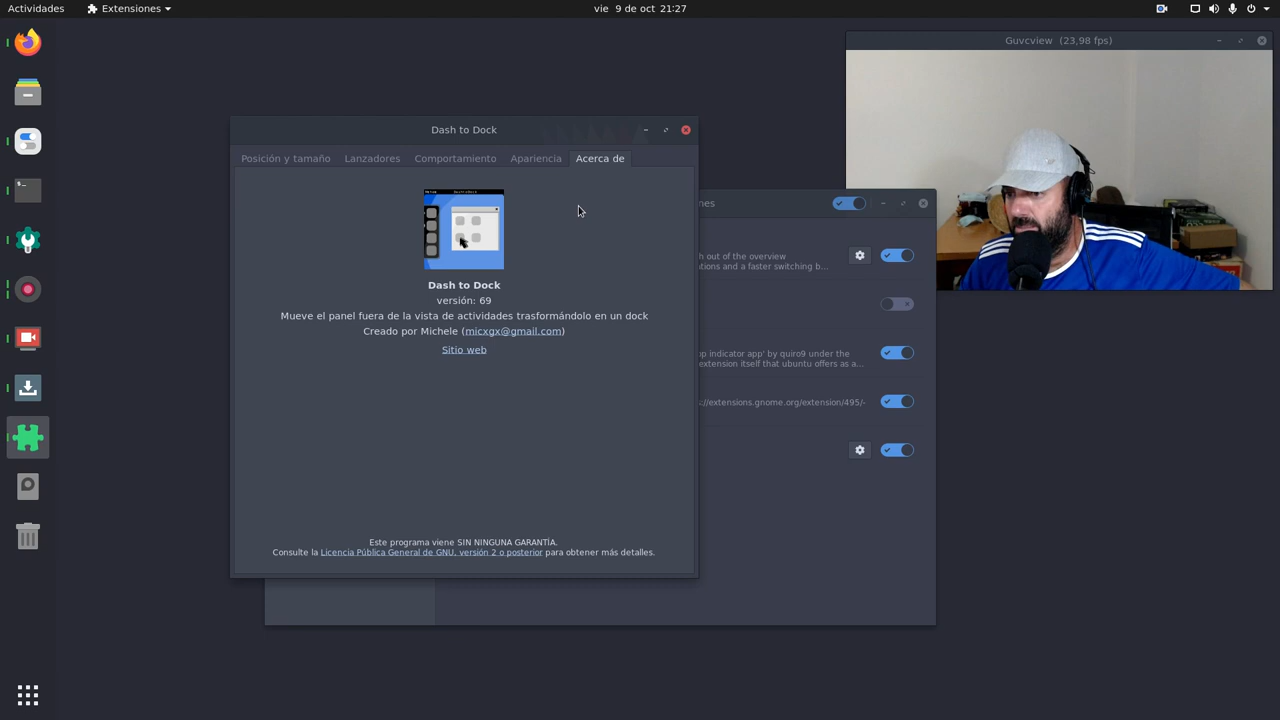 Actividades
Extensiones
vie 9 de oct 21:27
Guvcview (23,98 fps)
Dash to Dock
Posición y tamaño
Lanzadores
Comportamiento
Apariencia
Acerca de
Dash to Dock
versión: 69
Mueve el panel fuera de la vista de actividades trasformándolo en un dock
Creado por Michele (micxgx@gmail.com)
Sitio web
Este programa viene SIN NINGUNA GARANTÍA.
Consulte la Licencia Pública General de GNU, versión 2 o posterior para obtener más detalles.
nes
h out of the overview
ations and a faster switching b...
op indicator app' by quiro9 under the
extension itself that ubuntu offers as a...
s://extensions.gnome.org/extension/495/-